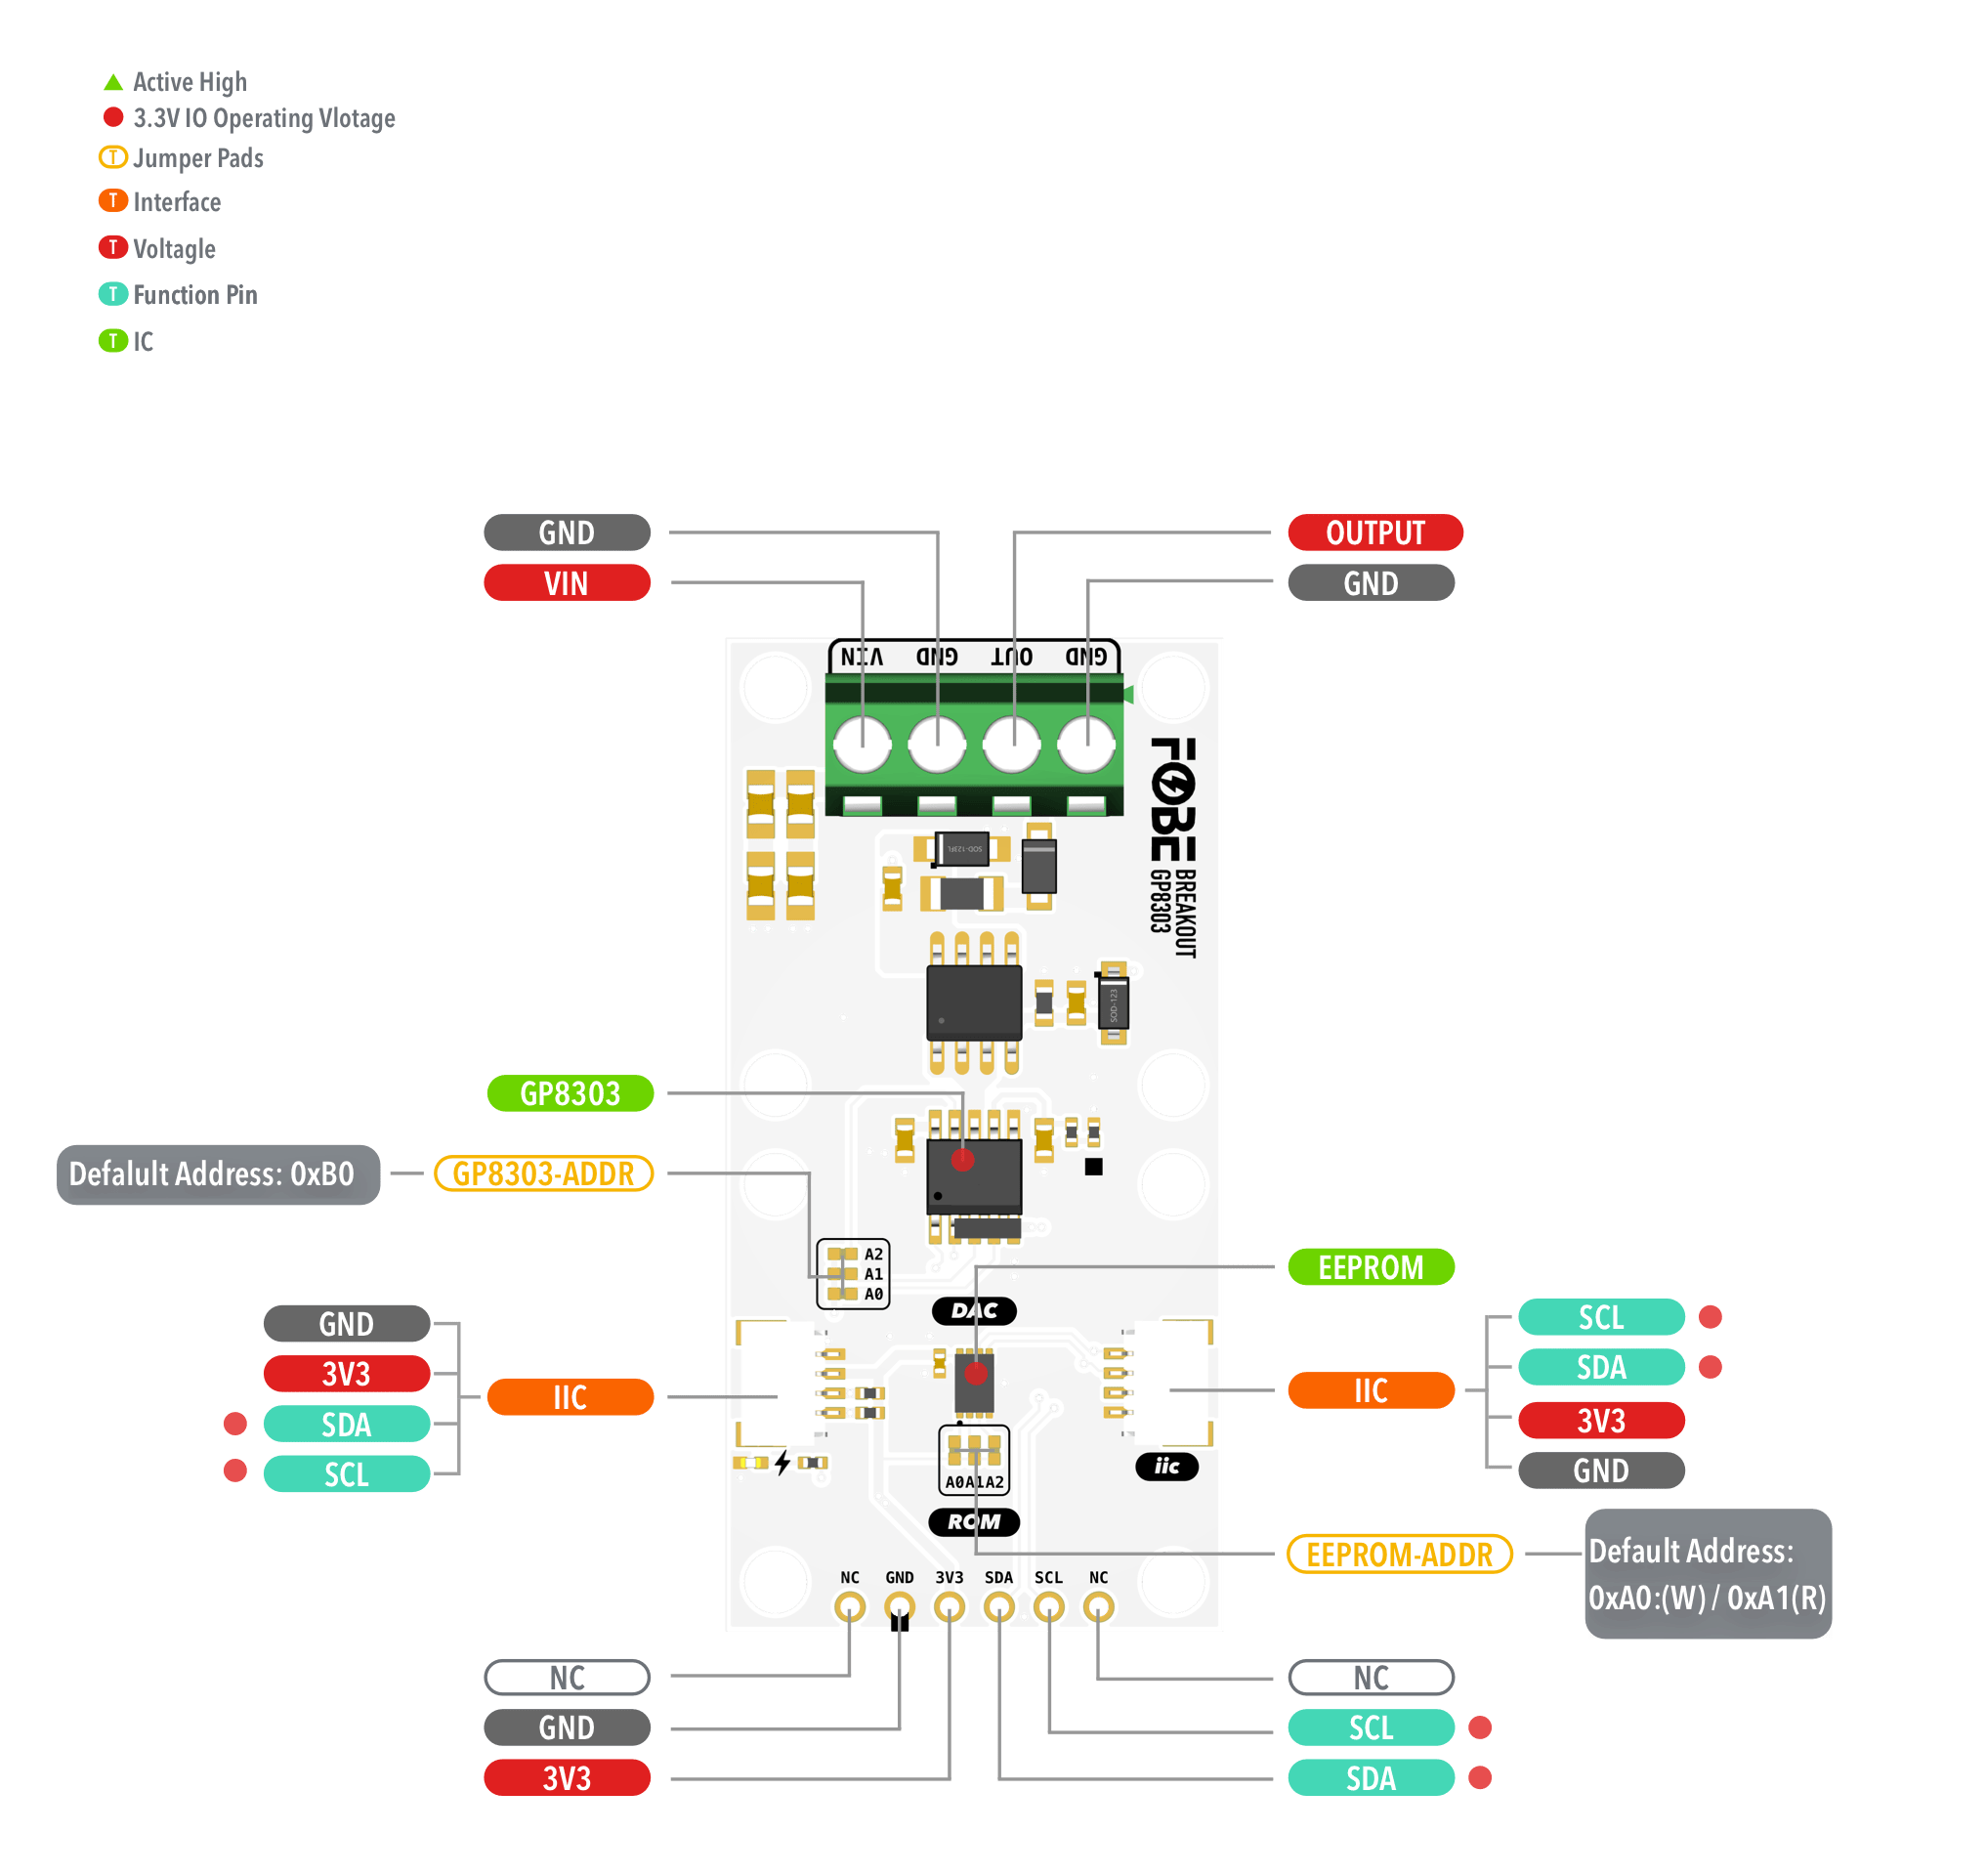 Active High
3.3V IO Operating Vlotage
T Jumper Pads
T Interface
T Voltagle
T Function Pin
T IC
GND
OUTPUT
VIN
GND
VIN GND OUT GND
FOBE
BREAKOUT
GP8303
SOD-123FL
SOD-123
GP8303
Defalult Address: 0xB0
GP8303-ADDR
A2
A1
A0
EEPROM
DAC
GND
3V3
SDA
SCL
IIC
IIC
SCL
SDA
3V3
GND
iic
A0A1A2
ROM
EEPROM-ADDR
Default Address:
0xA0:(W) / 0xA1(R)
NC GND 3V3 SDA SCL NC
NC
GND
3V3
NC
SCL
SDA